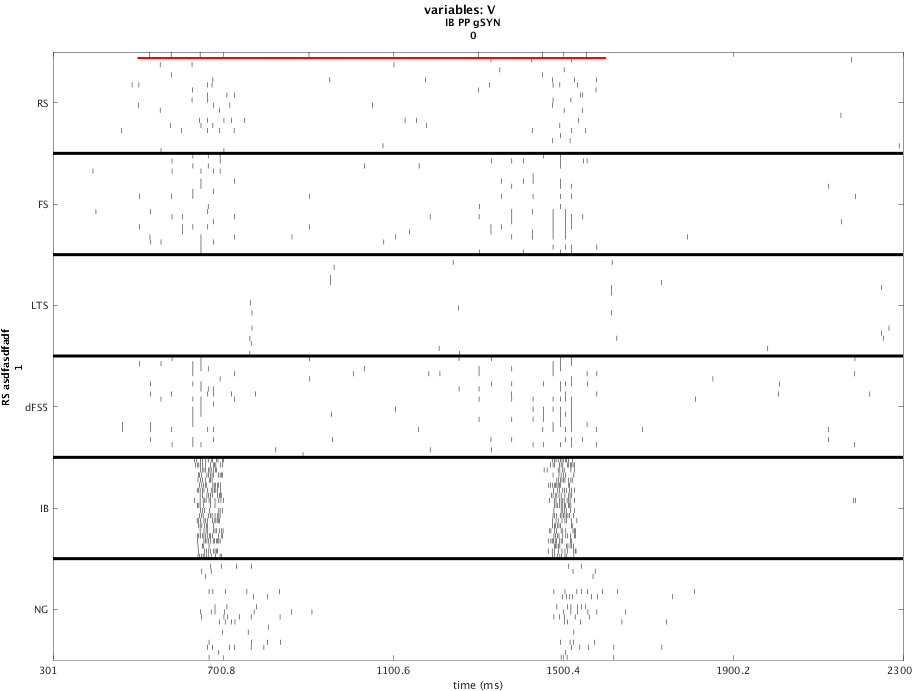 variables: V
IB PP gSYN
0
RS
FS
LTS
dFS5
IB
NG
RS asdfasdfadf
1
301
700.8
1100.6
1500.4
1900.2
2300
time (ms)